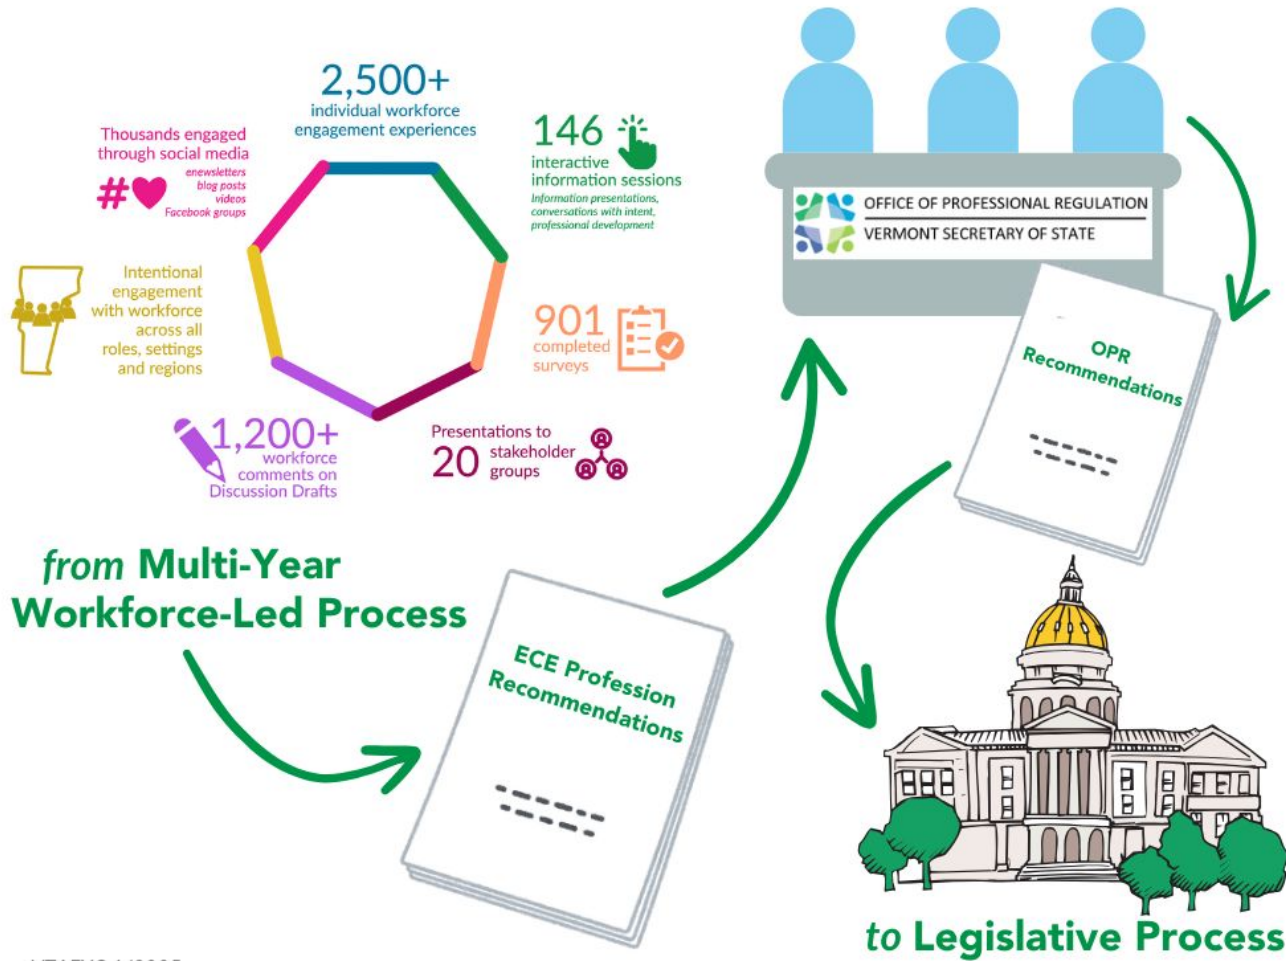 2,500+
individual workforce
engagement experiences
146
interactive
information sessions
Information presentations,
conversations with intent,
professional development
901
completed
surveys
Presentations to
20 stakeholder
groups
1,200+
workforce
comments on
Discussion Drafts
Intentional
engagement
with workforce
across all
roles, settings
and regions
Thousands engaged
through social media
#
enewsletters
blog posts
videos
Facebook groups
from Multi-Year
Workforce-Led Process
ECE Profession
Recommendations
OFFICE OF PROFESSIONAL REGULATION
VERMONT SECRETARY OF STATE
OPR
Recommendations
to Legislative Process